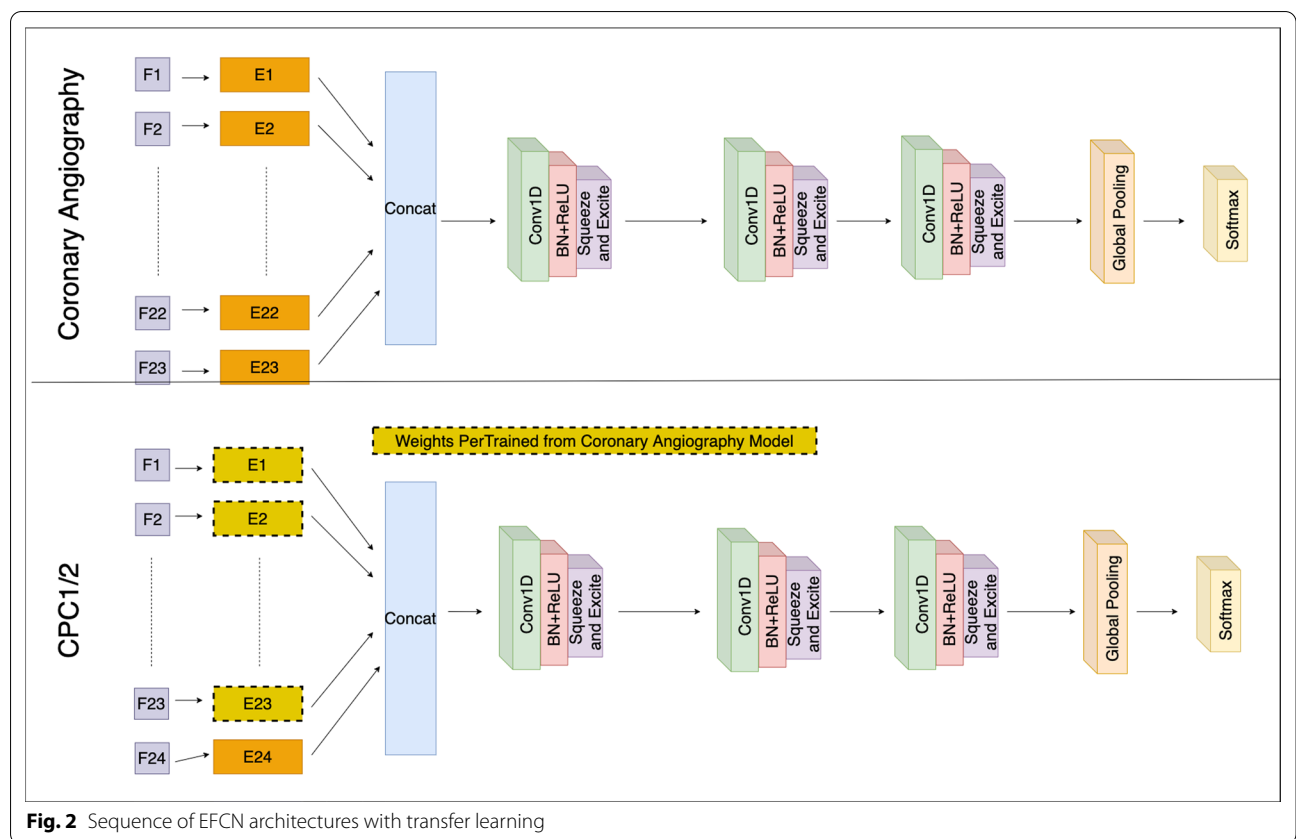 Coronary Angiography
F1
E1
F2
E2
F22
E22
F23
E23
Concat
Conv1D
BN+ReLU
Squeeze
and Excite
Conv1D
BN+ReLU
Squeeze
and Excite
Conv1D
BN+ReLU
Squeeze
and Excite
Global Pooling
Softmax
CPC1/2
Weights PerTrained from Coronary Angiography Model
F1
E1
F2
E2
F23
E23
F24
E24
Concat
Conv1D
BN+ReLU
Squeeze
and Excite
Conv1D
BN+ReLU
Squeeze
and Excite
Conv1D
BN+ReLU
Squeeze
and Excite
Global Pooling
Softmax
Fig. 2 Sequence of EFCN architectures with transfer learning